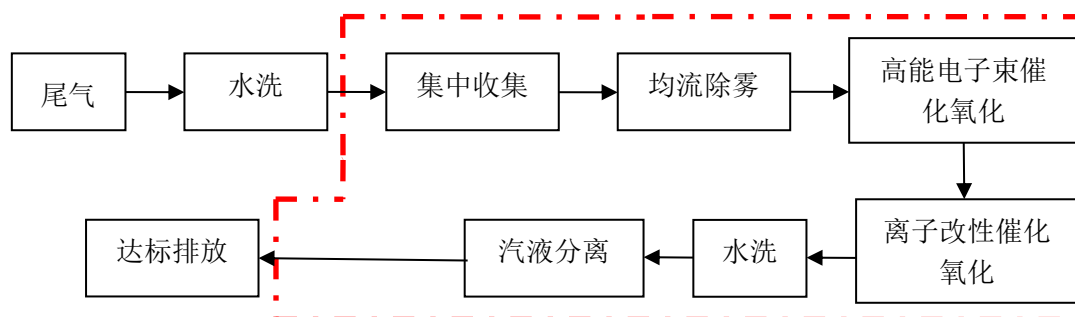 尾气
水洗
集中收集
均流除雾
高能电子束催
化氧化
离子改性催化
氧化
水洗
汽液分离
达标排放